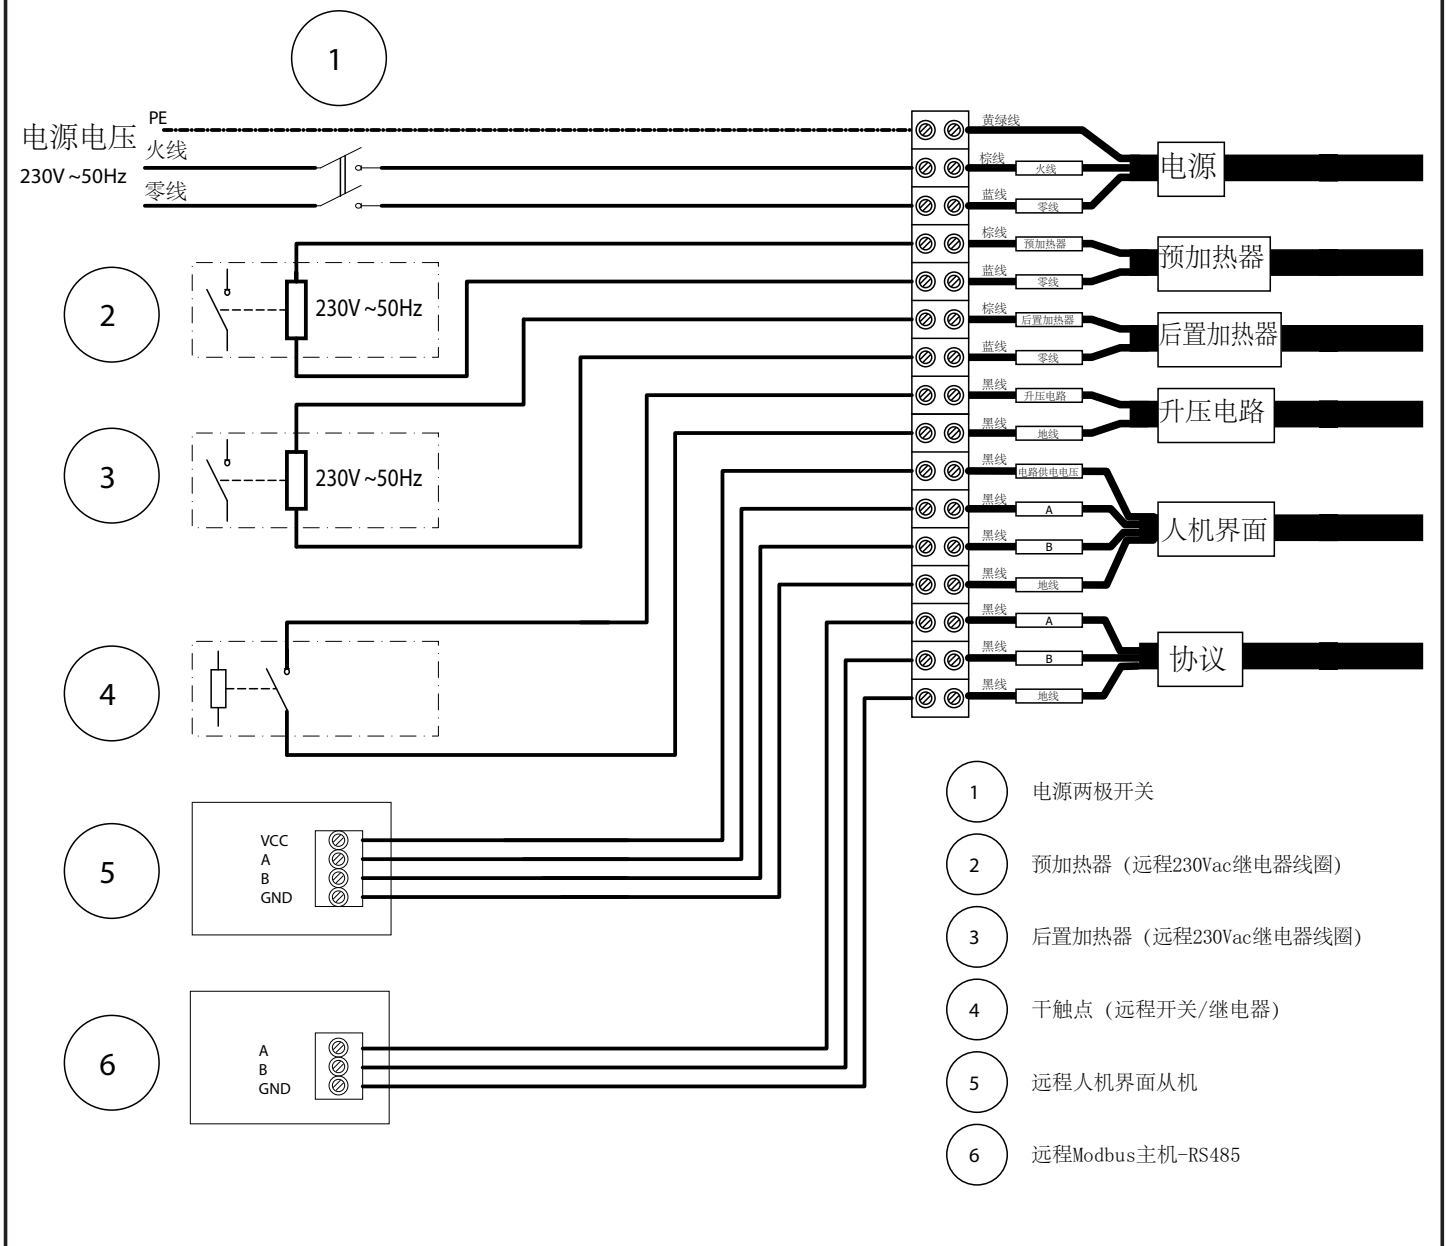 1
电源电压
PE
火线
230V ~50Hz
零线
黄绿线
棕线
火线
蓝线
零线
电源
棕线
预加热器
蓝线
零线
预加热器
2
230V ~50Hz
棕线
后置加热器
蓝线
零线
后置加热器
3
230V ~50Hz
黑线
升压电路
黑线
地线
升压电路
黑线
电路供电电压
黑线
A
黑线
B
黑线
地线
人机界面
黑线
A
黑线
B
黑线
地线
协议
4
5
VCC
A
B
GND
6
A
B
GND
1 电源两极开关
2 预加热器 (远程230Vac继电器线圈)
3 后置加热器 (远程230Vac继电器线圈)
4 干触点 (远程开关/继电器)
5 远程人机界面从机
6 远程Modbus主机-RS485